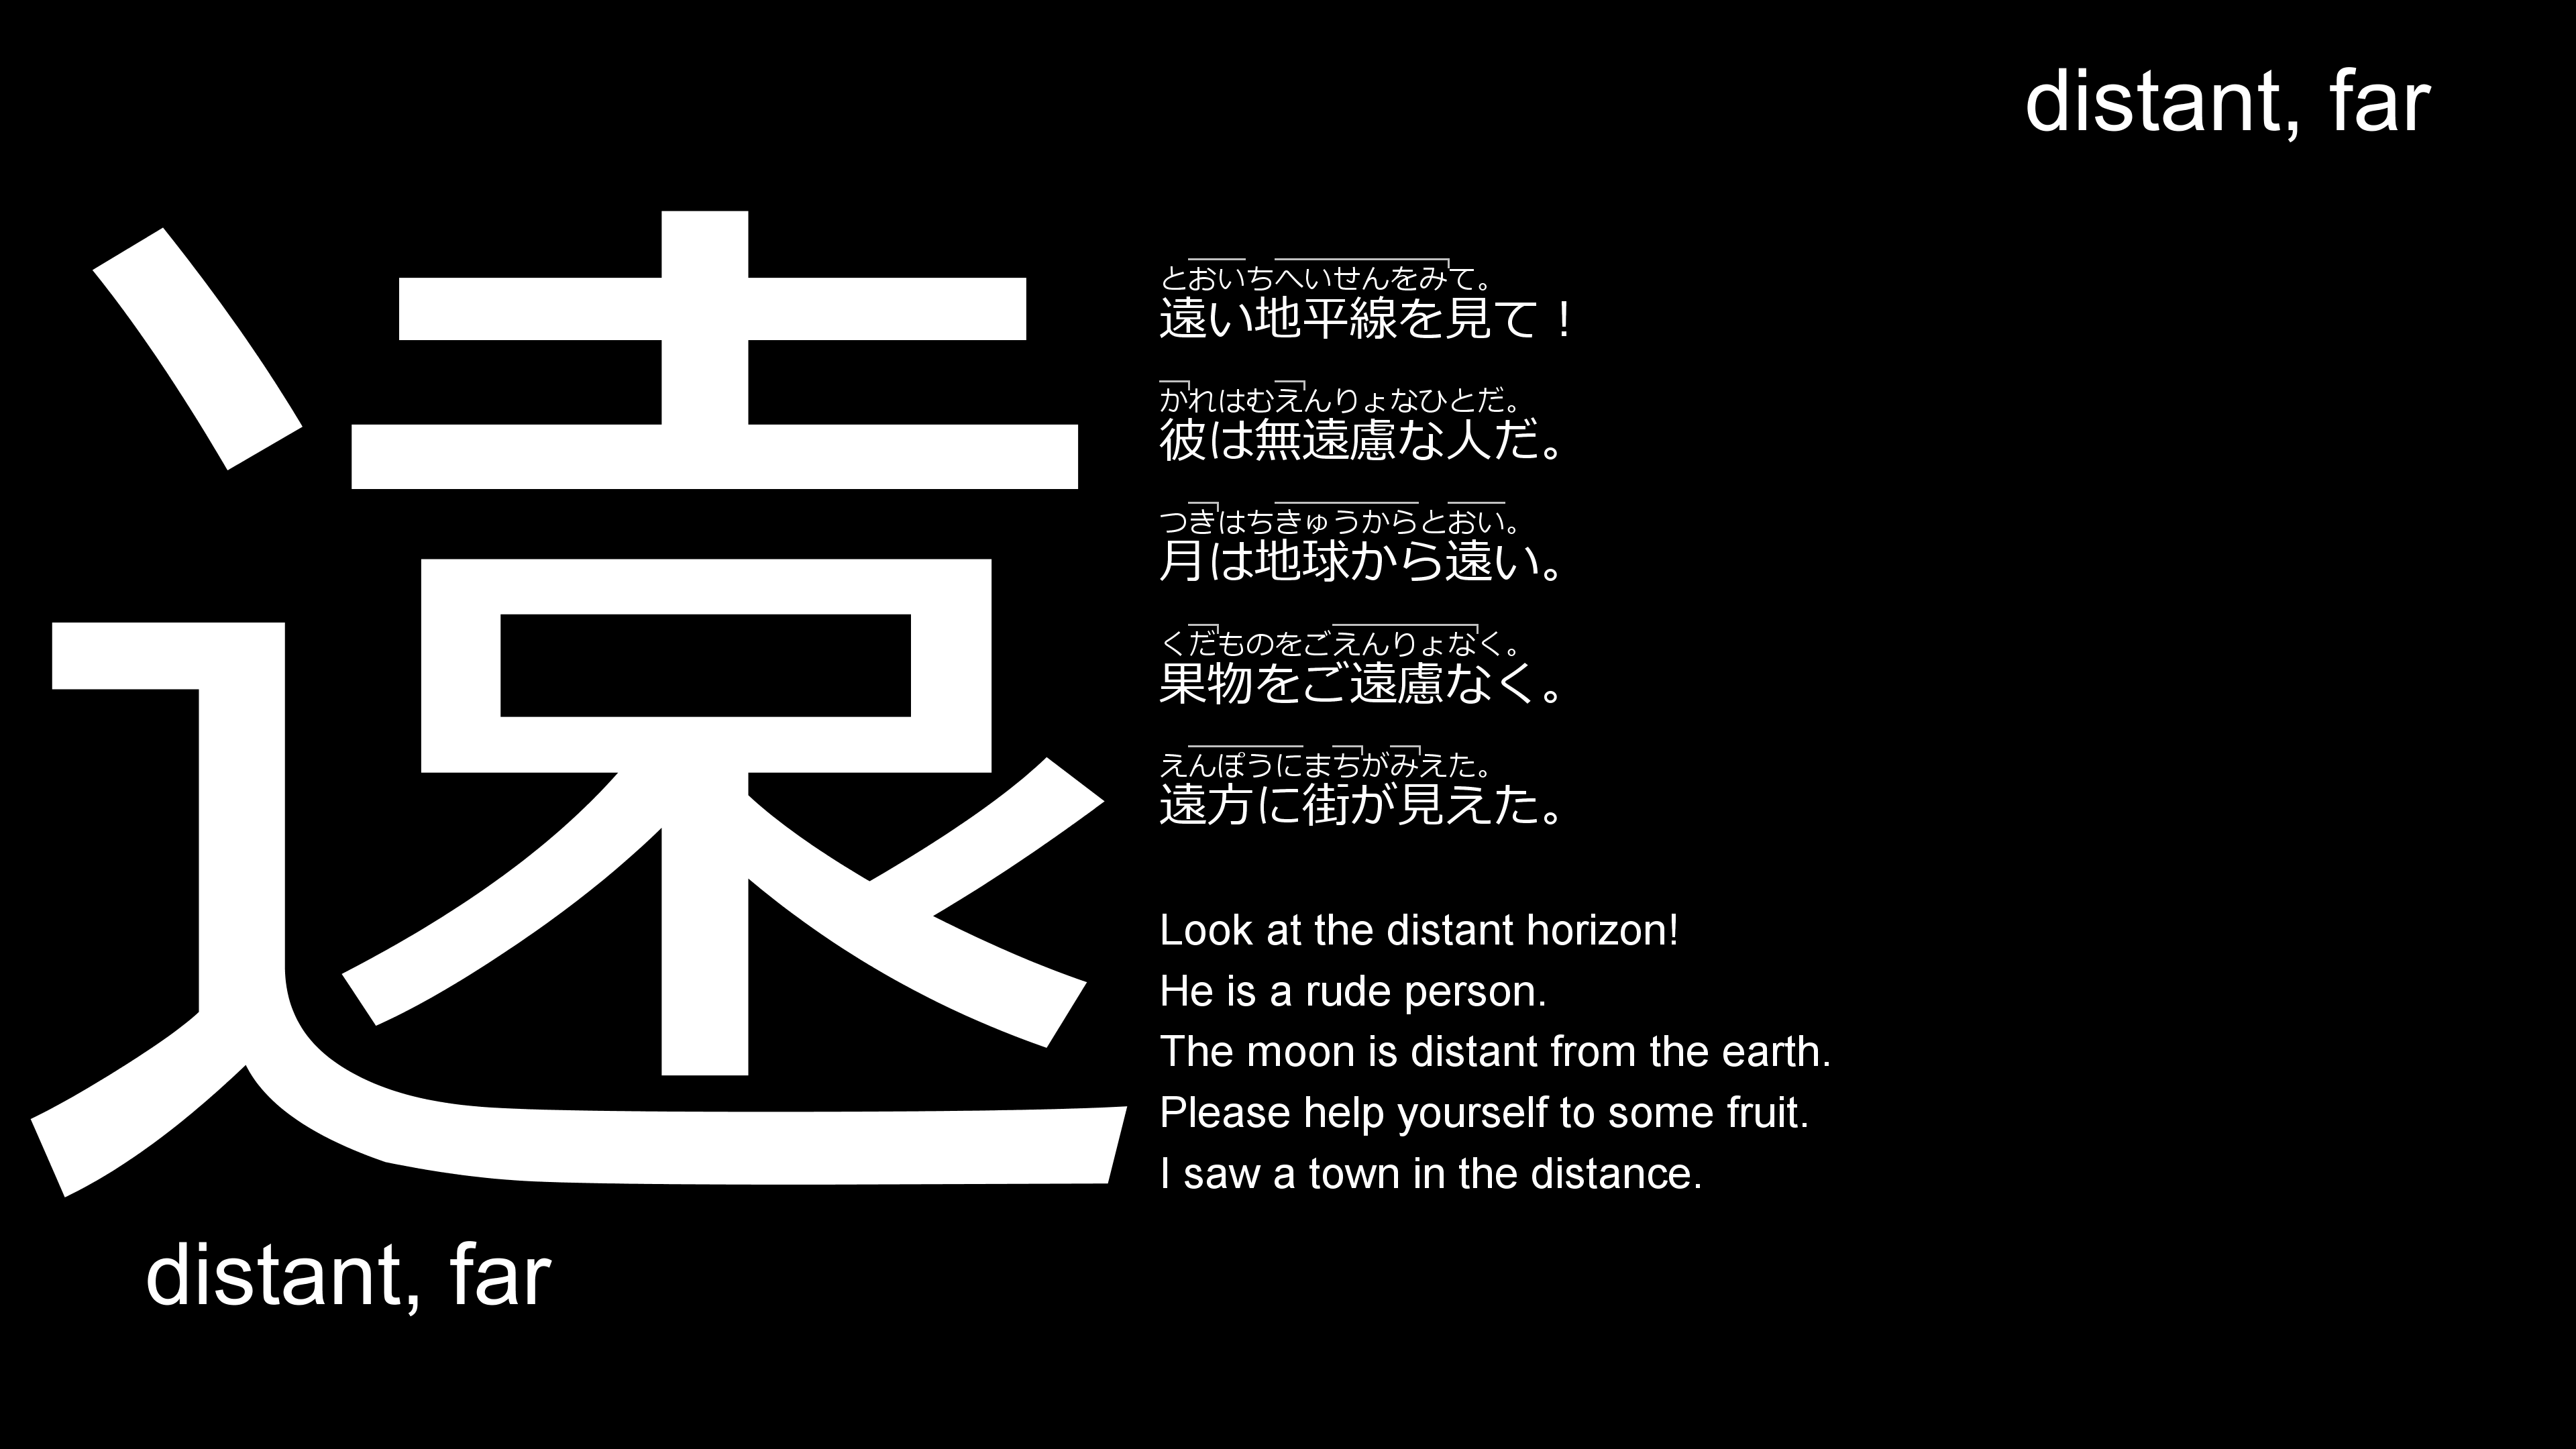 distant, far
遠
とおいちへいせんをみて。
遠い地平線を見て！
かれはむえんりょなひとだ。
彼は無遠慮な人だ。
つきはちきゅうからとおい。
月は地球から遠い。
くだものをごえんりょなく。
果物をご遠慮なく。
えんぽうにまちがみえた。
遠方に街が見えた。
Look at the distant horizon!
He is a rude person.
The moon is distant from the earth.
Please help yourself to some fruit.
I saw a town in the distance.
distant, far